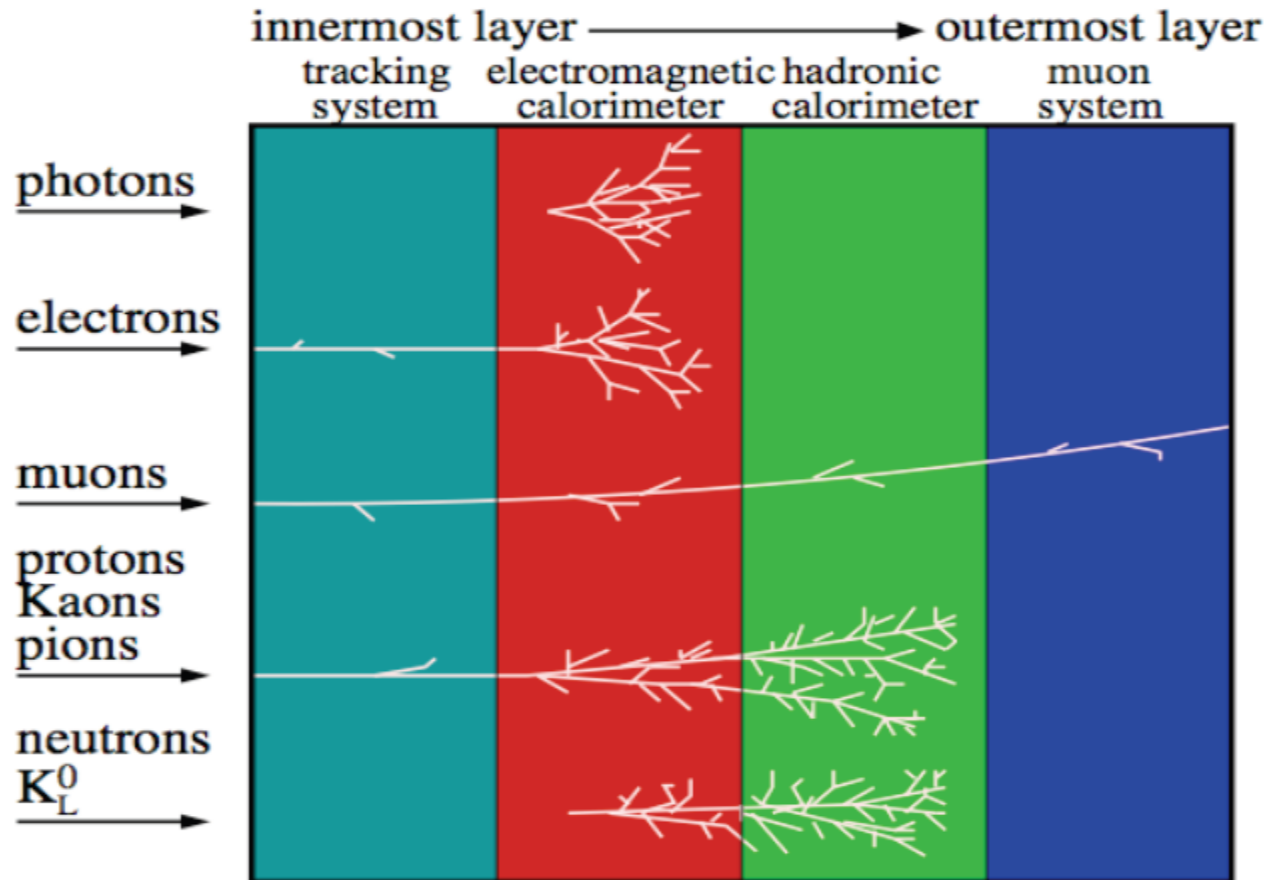 innermost layer outermost layer
tracking electromagnetic hadronic muon
system calorimeter calorimeter system
photons
electrons
muons
protons
Kaons
pions
neutrons
K⁰_L